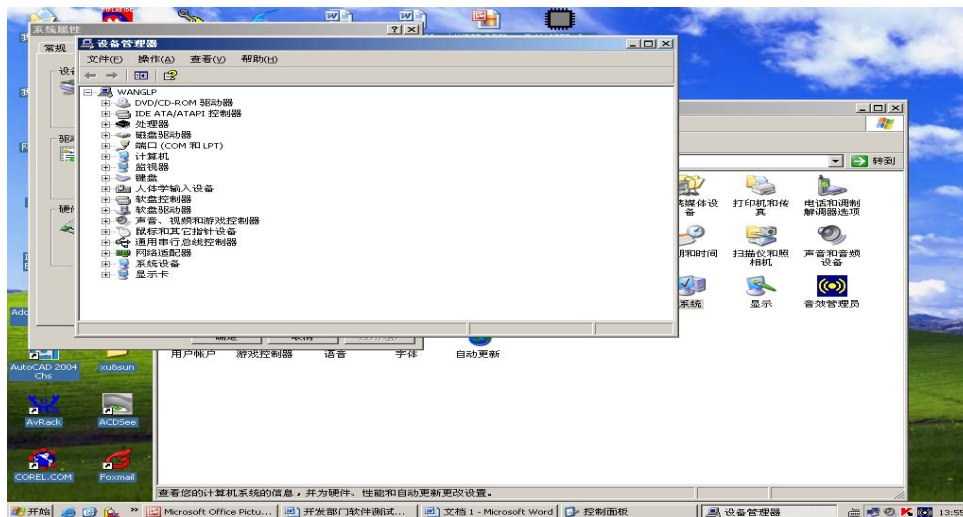 系统属性
常规
设备管理器
文件(F) 操作(A) 查看(V) 帮助(H)
WANGLP
DVD/CD-ROM 驱动器
IDE ATA/ATAPI 控制器
处理器
磁盘驱动器
端口 (COM 和 LPT)
计算机
监视器
键盘
人体学输入设备
软盘控制器
软盘驱动器
声音、视频和游戏控制器
鼠标和其它指针设备
通用串行总线控制器
网络适配器
系统设备
显示卡
转到
打印机和传真
电话和调制解调器选项
扫描仪和照相机
声音和音频设备
系统
显示
音效管理员
用户帐户
游戏控制器
语音
字体
自动更新
AutoCAD 2004 Chs
xu8sun
AvRack
ACDSee
COREL.COM
Foxmail
查看您的计算机系统的信息，并为硬件、性能和自动更新更改设置。
开始
Microsoft Office Pictu...
开发部门软件测试...
文档 1 - Microsoft Word
控制面板
设备管理器
13:55